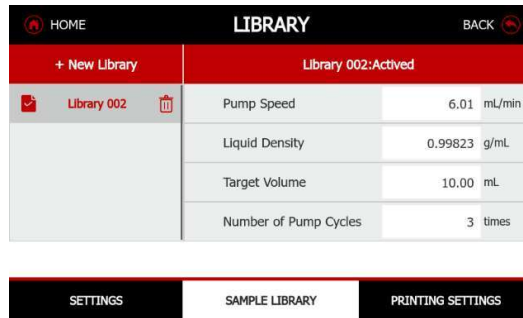 HOME LIBRARY BACK
+ New Library Library 002:Actived
Library 002 Pump Speed 6.01 mL/min
Liquid Density 0.99823 g/mL
Target Volume 10.00 mL
Number of Pump Cycles 3 times
SETTINGS SAMPLE LIBRARY PRINTING SETTINGS